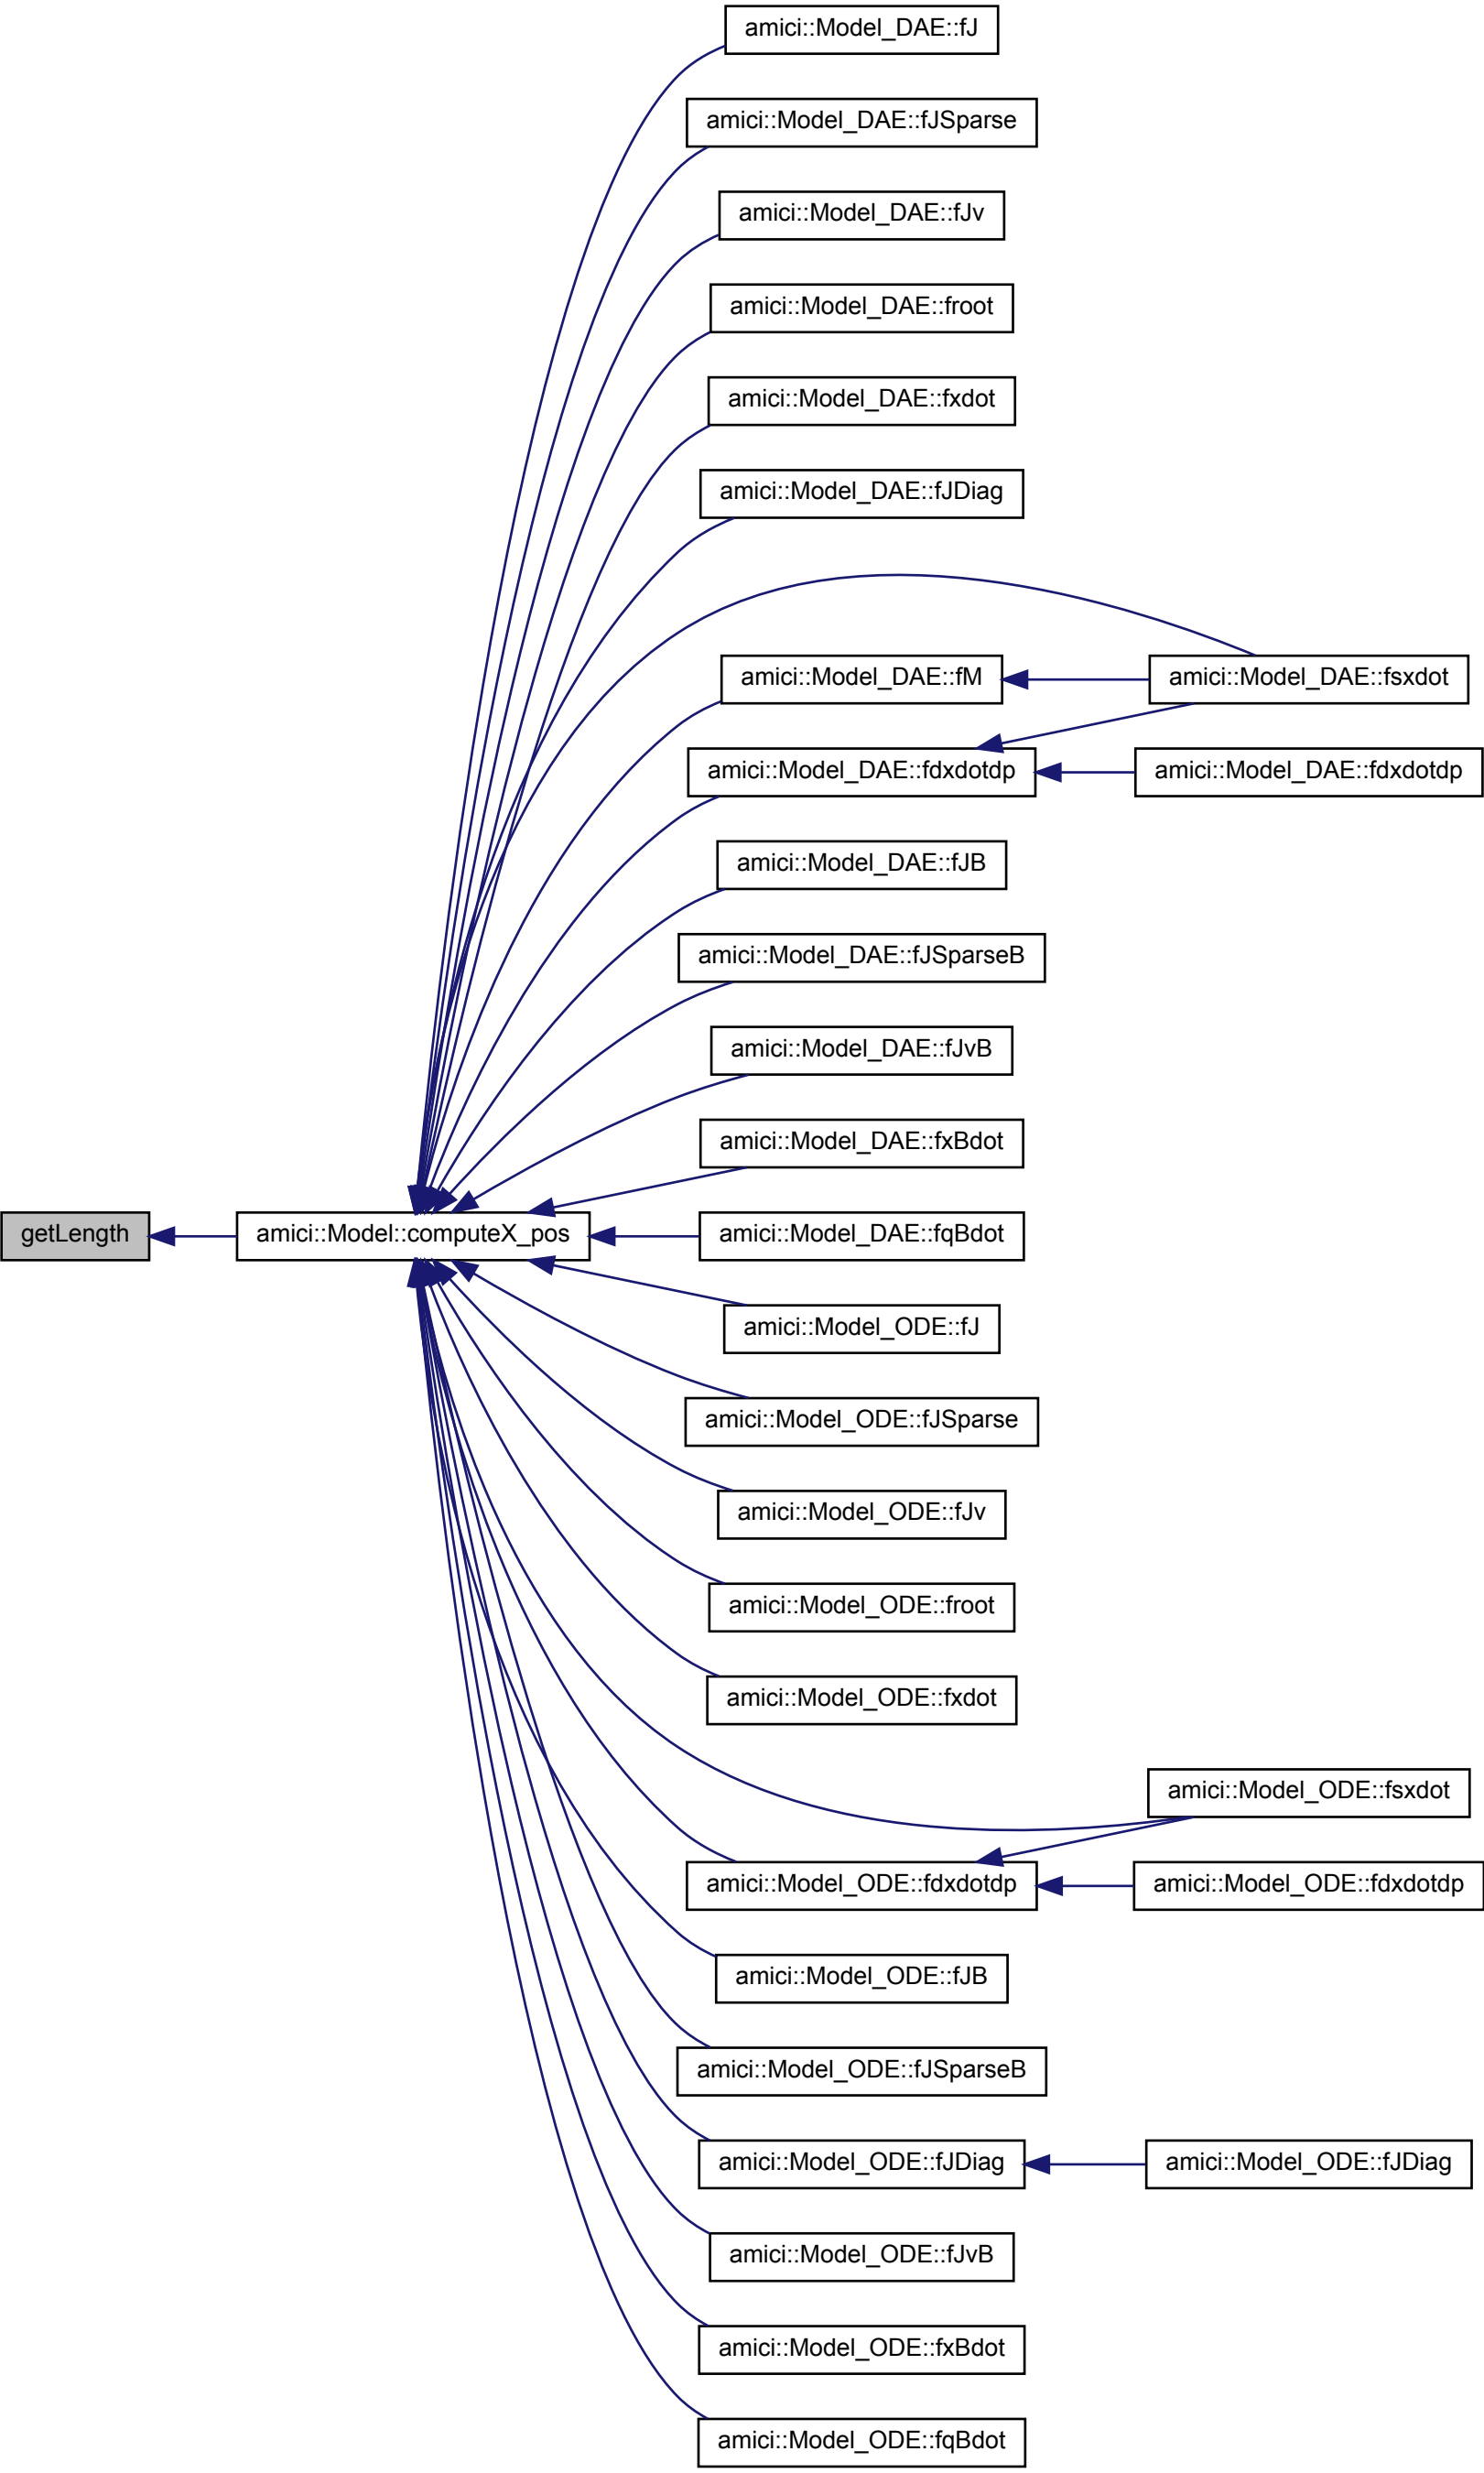 amici::Model_DAE::fJ
amici::Model_DAE::fJSparse
amici::Model_DAE::fJv
amici::Model_DAE::froot
amici::Model_DAE::fxdot
amici::Model_DAE::fJDiag
amici::Model_DAE::fM
amici::Model_DAE::fsxdot
amici::Model_DAE::fdxdotdp
amici::Model_DAE::fdxdotdp
amici::Model_DAE::fJB
amici::Model_DAE::fJSparseB
amici::Model_DAE::fJvB
amici::Model_DAE::fxBdot
getLength
amici::Model::computeX_pos
amici::Model_DAE::fqBdot
amici::Model_ODE::fJ
amici::Model_ODE::fJSparse
amici::Model_ODE::fJv
amici::Model_ODE::froot
amici::Model_ODE::fxdot
amici::Model_ODE::fsxdot
amici::Model_ODE::fdxdotdp
amici::Model_ODE::fdxdotdp
amici::Model_ODE::fJB
amici::Model_ODE::fJSparseB
amici::Model_ODE::fJDiag
amici::Model_ODE::fJDiag
amici::Model_ODE::fJvB
amici::Model_ODE::fxBdot
amici::Model_ODE::fqBdot